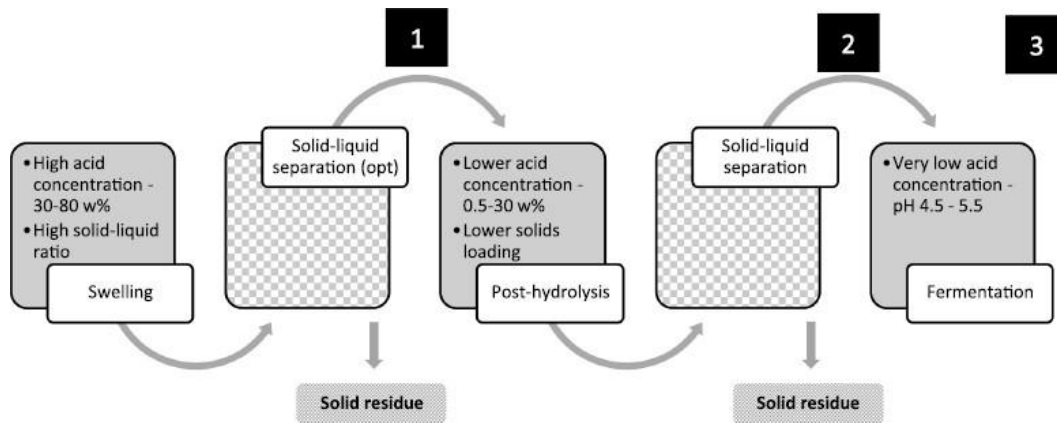 1
2
3
• High acid
concentration -
30-80 w%
• High solid-liquid
ratio
Swelling
Solid-liquid
separation (opt)
• Lower acid
concentration -
0.5-30 w%
• Lower solids
loading
Post-hydrolysis
Solid-liquid
separation
• Very low acid
concentration -
pH 4.5 - 5.5
Fermentation
Solid residue
Solid residue